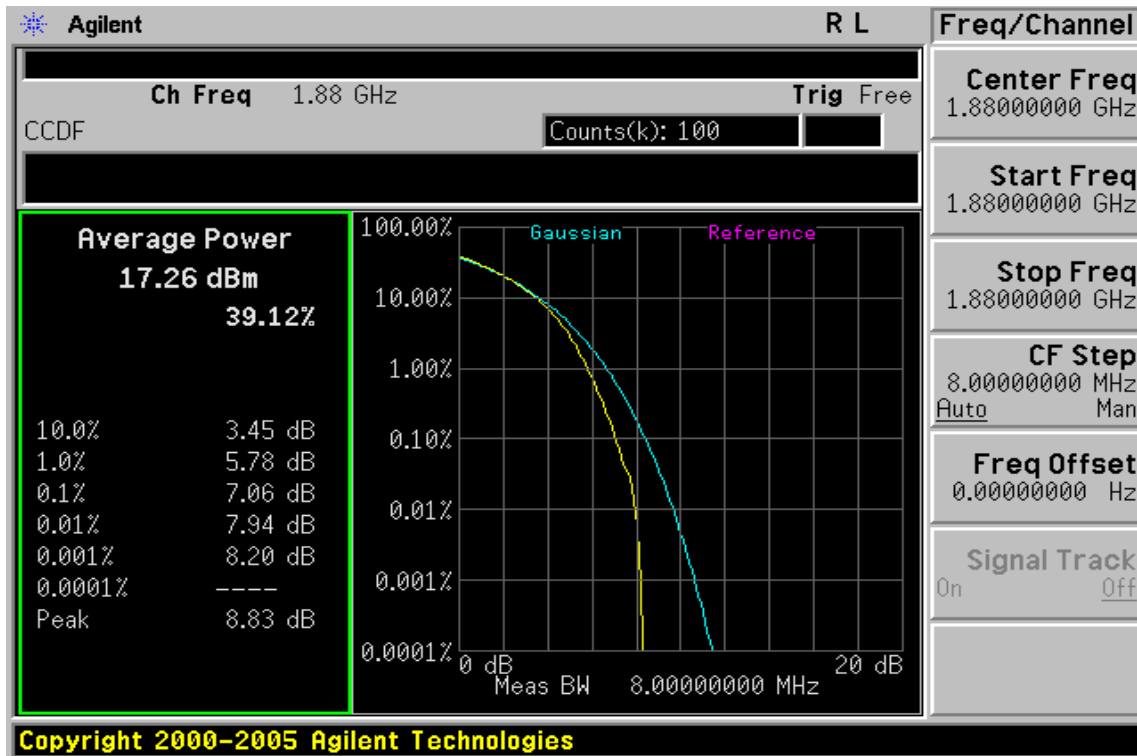 Agilent
R L
Ch Freq 1.88 GHz
Trig Free
CCDF
Counts(k): 100
Average Power
17.26 dBm
39.12%
10.0% 3.45 dB
1.0% 5.78 dB
0.1% 7.06 dB
0.01% 7.94 dB
0.001% 8.20 dB
0.0001% ----
Peak 8.83 dB
Gaussian
Reference
100.00%
10.00%
1.00%
0.10%
0.01%
0.001%
0.0001%
0 dB
20 dB
Meas BW 8.00000000 MHz
Freq/Channel
Center Freq
1.88000000 GHz
Start Freq
1.88000000 GHz
Stop Freq
1.88000000 GHz
CF Step
8.00000000 MHz
Auto Man
Freq Offset
0.00000000 Hz
Signal Track
On Off
Copyright 2000-2005 Agilent Technologies